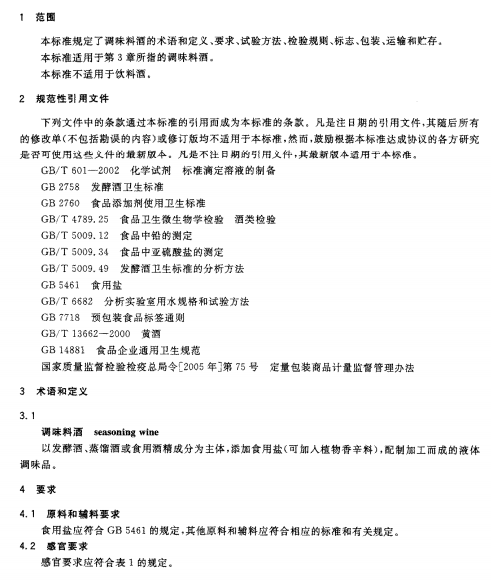 1 范围
本标准规定了调味料酒的术语和定义、要求、试验方法、检验规则、标志、包装、运输和贮存。
本标准适用于第 3 章所指的调味料酒。
本标准不适用于饮料酒。
2 规范性引用文件
下列文件中的条款通过本标准的引用而成为本标准的条款。凡是注日期的引用文件,其随后所有
的修改单(不包括勘误的内容)或修订版均不适用于本标准,然而,鼓励根据本标准达成协议的各方研究
是否可使用这些文件的最新版本。凡是不注日期的引用文件,其最新版本适用于本标准。
GB/T 601—2002 化学试剂 标准滴定溶液的制备
GB 2758 发酵酒卫生标准
GB 2760 食品添加剂使用卫生标准
GB/T 4789.25 食品卫生微生物学检验 酒类检验
GB/T 5009.12 食品中铅的测定
GB/T 5009.34 食品中亚硫酸盐的测定
GB/T 5009.49 发酵酒卫生标准的分析方法
GB 5461 食用盐
GB/T 6682 分析实验室用水规格和试验方法
GB 7718 预包装食品标签通则
GB/T 13662—2000 黄酒
GB 14881 食品企业通用卫生规范
国家质量监督检验检疫总局令[2005 年]第 75 号 定量包装商品计量监督管理办法
3 术语和定义
3.1
调味料酒 seasoning wine
以发酵酒、蒸馏酒或食用酒精成分为主体,添加食用盐(可加入植物香辛料),配制加工而成的液体
调味品。
4 要求
4.1 原料和辅料要求
食用盐应符合 GB 5461 的规定,其他原料和辅料应符合相应的标准和有关规定。
4.2 感官要求
感官要求应符合表 1 的规定。